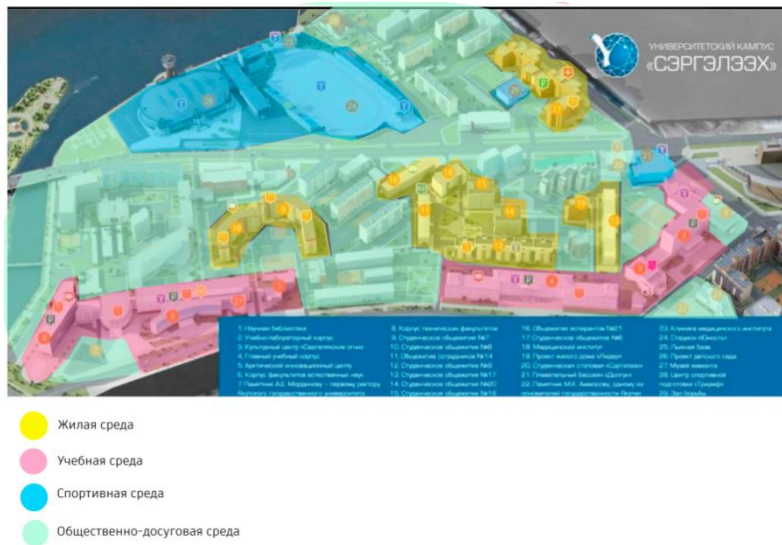 УНИВЕРСИТЕТСКИЙ КАМПУС
«СЭРГЭЛЭЭХ»
1. Научная библиотека
2. Учебно-лабораторный корпус
3. Культурный центр «Сергеляхские огни»
4. Главный учебный корпус
5. Арктический инновационный центр
6. Корпус факультетов естественных наук
7. Памятник А.Е. Мординову – первому ректору
Якутского государственного университета
8. Корпус технических факультетов
9. Студенческое общежитие №7
10. Студенческое общежитие №8
11. Общежитие сотрудников №14
12. Студенческое общежитие
13. Студенческое общежитие №17
14. Студенческое общежитие №20
15. Студенческое общежитие
16. Общежитие аспирантов №21
17. Студенческое общежитие
18. Медицинский институт
19. Проект жилого дома «Лидер»
20. Студенческая столовая «Сэргэлээх»
21. Плавательный бассейн «Долгун»
22. Памятник М.К. Аммосову, одному из
основателей государственности Якутии
23. Клиника медицинского института
24. Стадион «Юность»
25. Лыжная база
26. Проект детского сада
27. Музей мамонта
28. Центр спортивной
подготовки «Триумф»
29. Зал борьбы
Жилая среда
Учебная среда
Спортивная среда
Общественно-досуговая среда